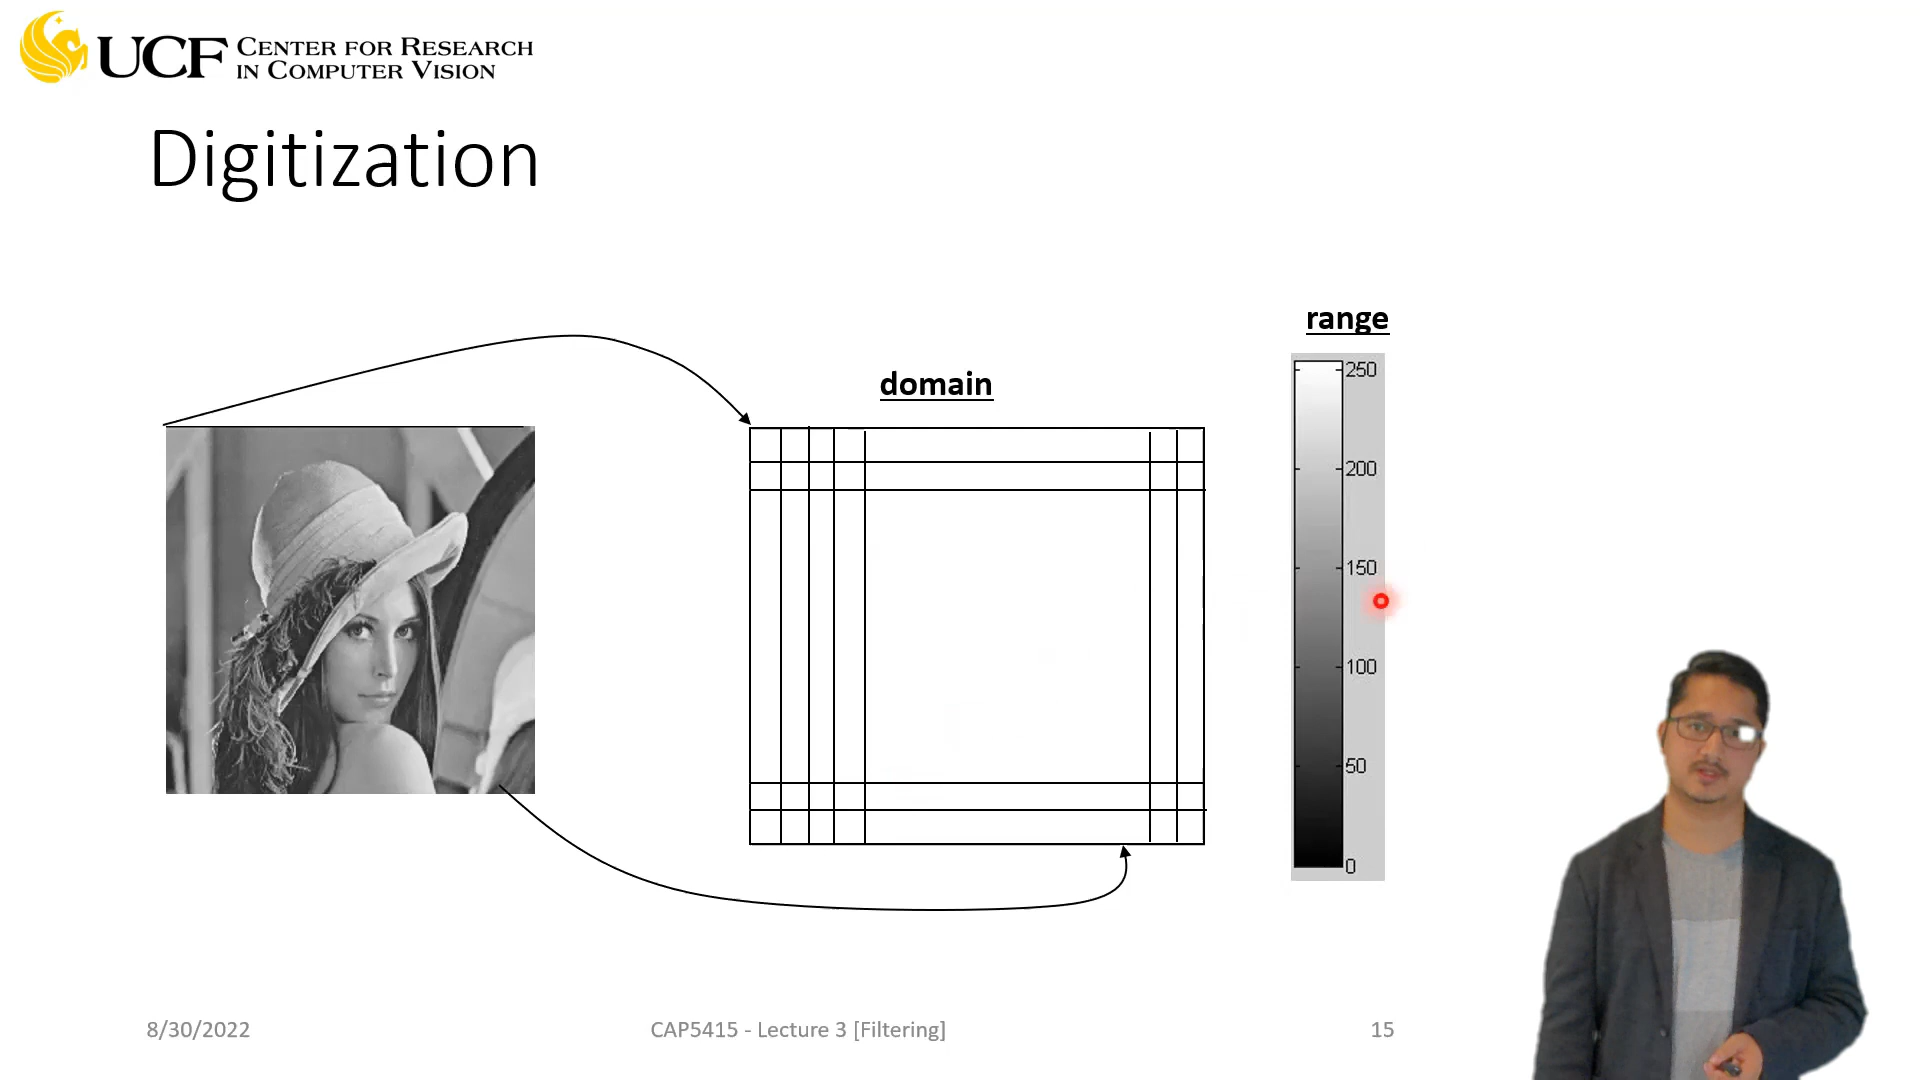 UCF CENTER FOR RESEARCH
IN COMPUTER VISION
Digitization
range
domain
250
200
150
100
50
0
8/30/2022
CAP5415 - Lecture 3 [Filtering]
15